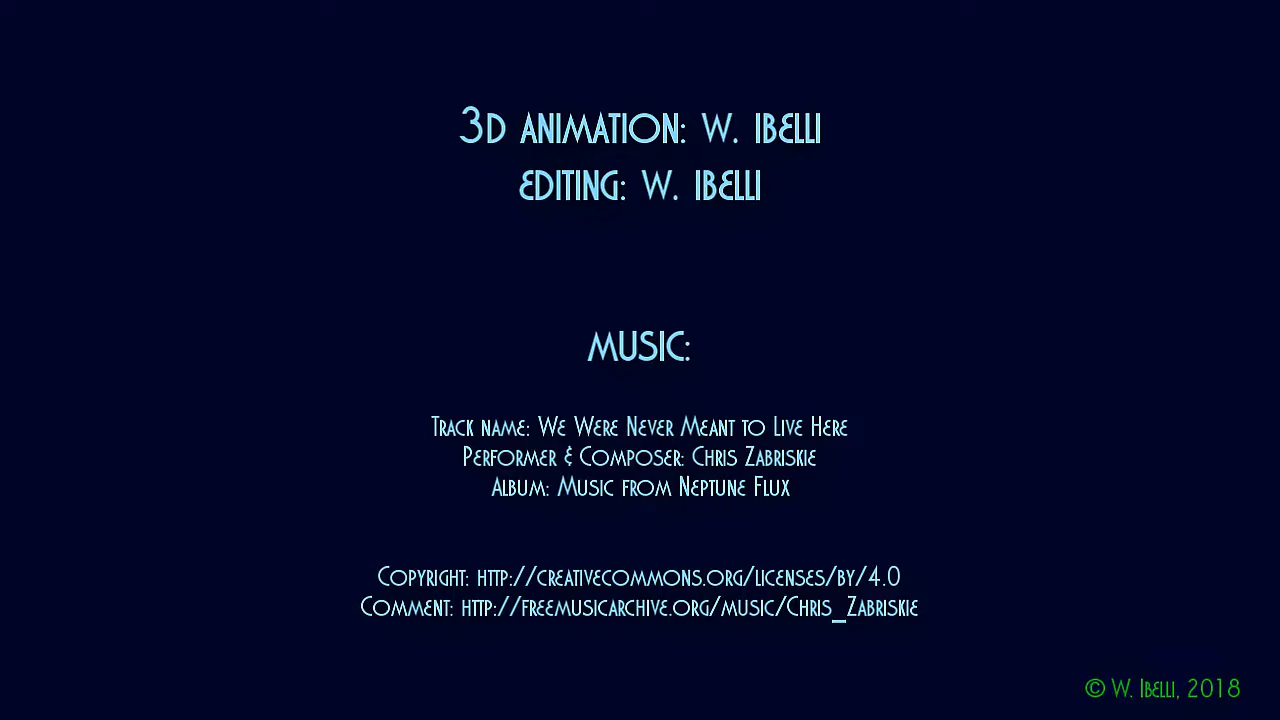 3D ANIMATION: W. IBELLI
EDITING: W. IBELLI
MUSIC:
Track name: We Were Never Meant to Live Here
Performer & Composer: Chris Zabriskie
Album: Music from Neptune Flux
Copyright: http://creativecommons.org/licenses/by/4.0
Comment: http://freemusicarchive.org/music/Chris_Zabriskie
© W. Ibelli, 2018